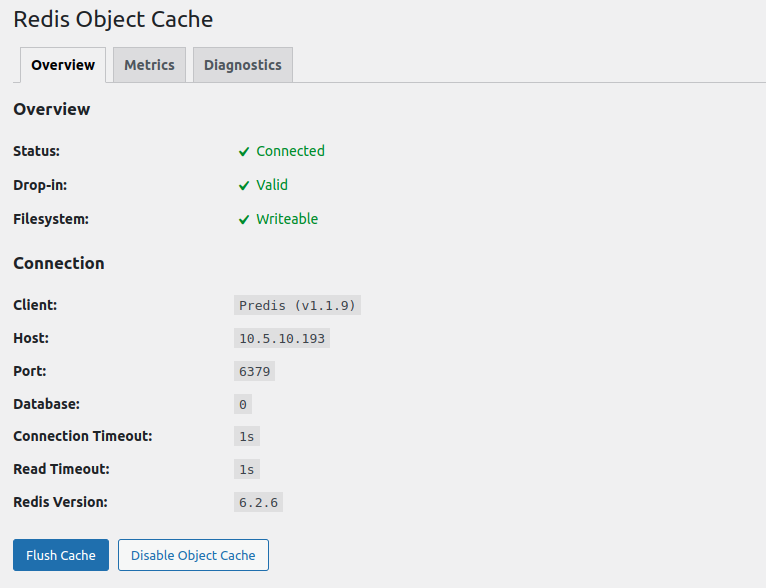 Redis Object Cache
Overview Metrics Diagnostics
Overview
Status: Connected
Drop-in: Valid
Filesystem: Writeable
Connection
Client: Predis (v1.1.9)
Host: 10.5.10.193
Port: 6379
Database: 0
Connection Timeout: 1s
Read Timeout: 1s
Redis Version: 6.2.6
Flush Cache Disable Object Cache